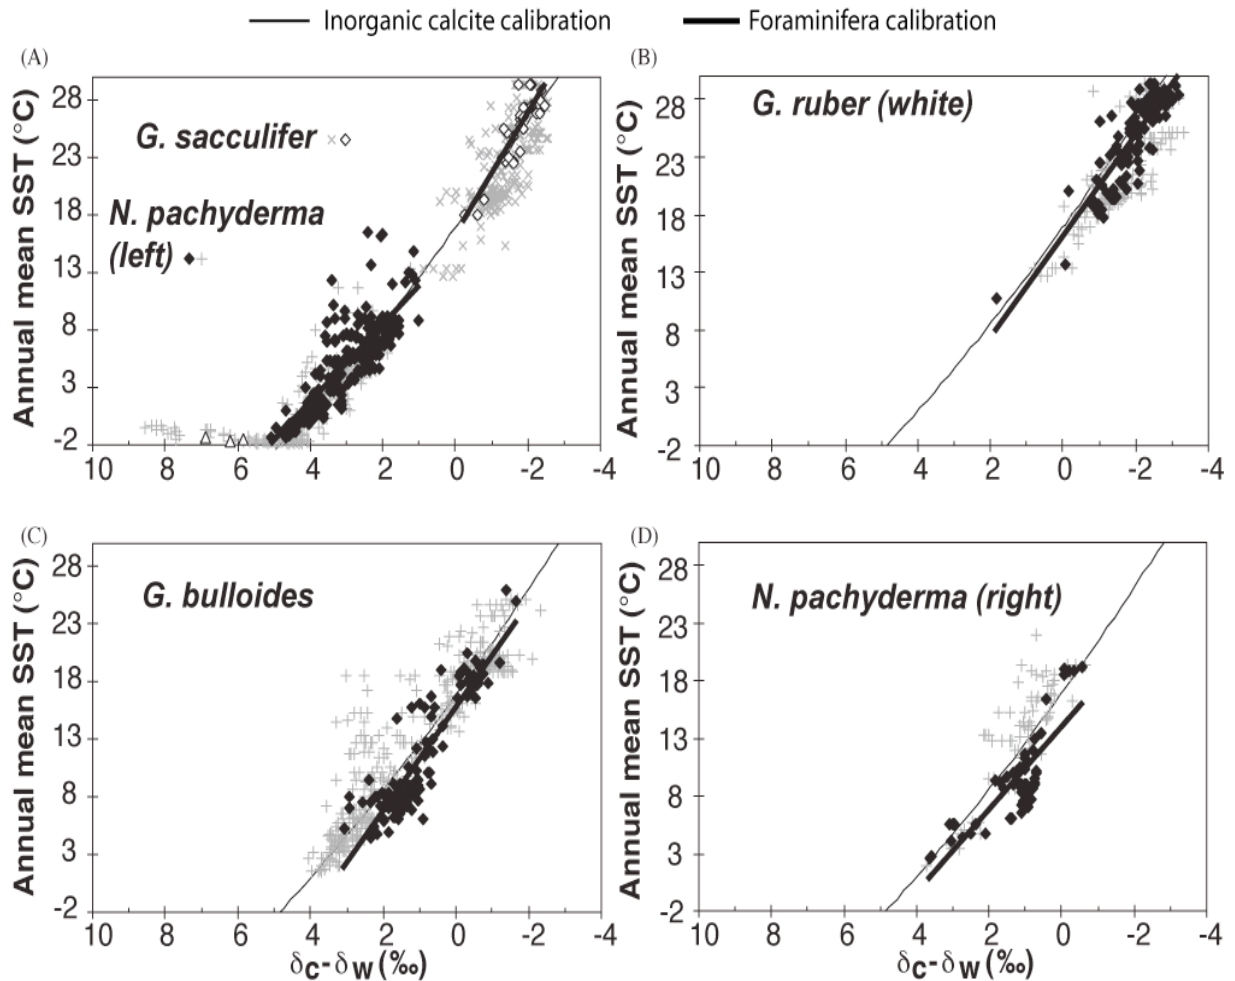 Inorganic calcite calibration Foraminifera calibration
(A)
Annual mean SST (°C)
28
23
18
13
8
3
-2
G. sacculifer
N. pachyderma
(left)
10 8 6 4 2 0 -2 -4
(B)
Annual mean SST (°C)
28
23
18
13
8
3
-2
G. ruber (white)
10 8 6 4 2 0 -2 -4
(C)
Annual mean SST (°C)
28
23
18
13
8
3
-2
G. bulloides
10 8 6 4 2 0 -2 -4
δc-δw (‰)
(D)
Annual mean SST (°C)
28
23
18
13
8
3
-2
N. pachyderma (right)
10 8 6 4 2 0 -2 -4
δc-δw (‰)